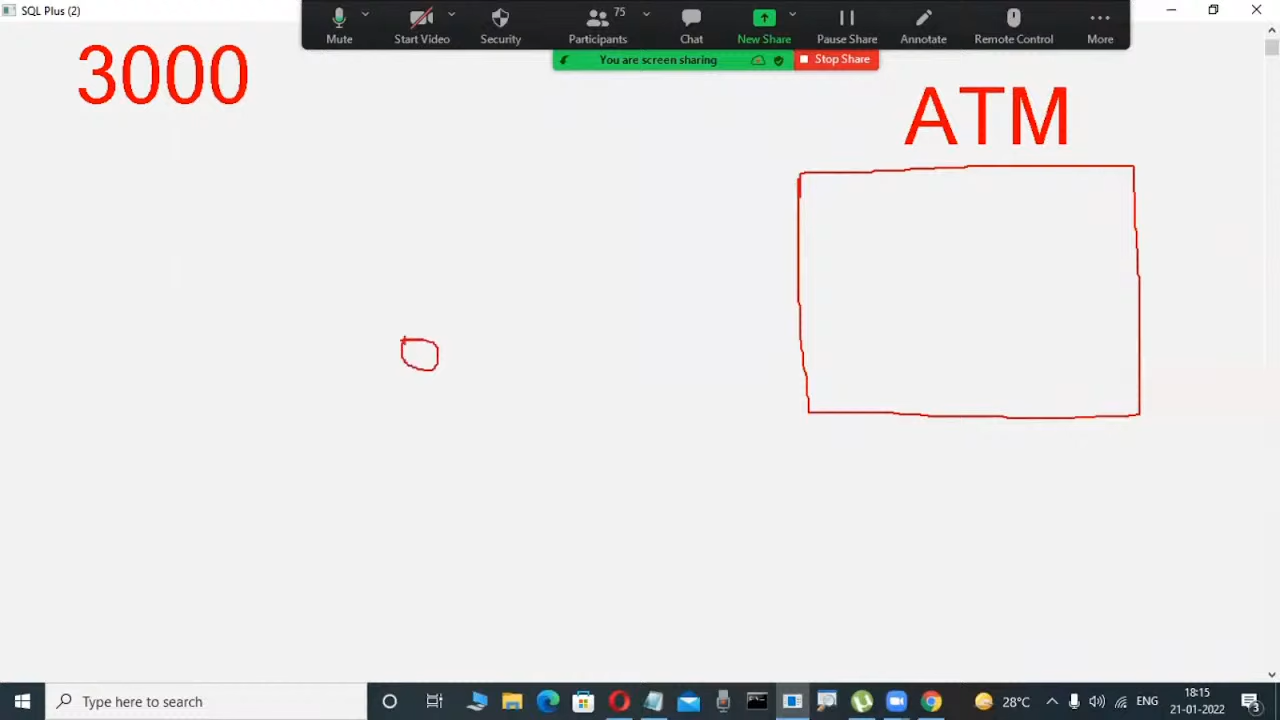 SQL Plus (2)
75
Mute
Start Video
Security
Participants
Chat
New Share
Pause Share
Annotate
Remote Control
More
You are screen sharing
Stop Share
3000
ATM
Type here to search
28°C
ENG
18:15
21-01-2022
3